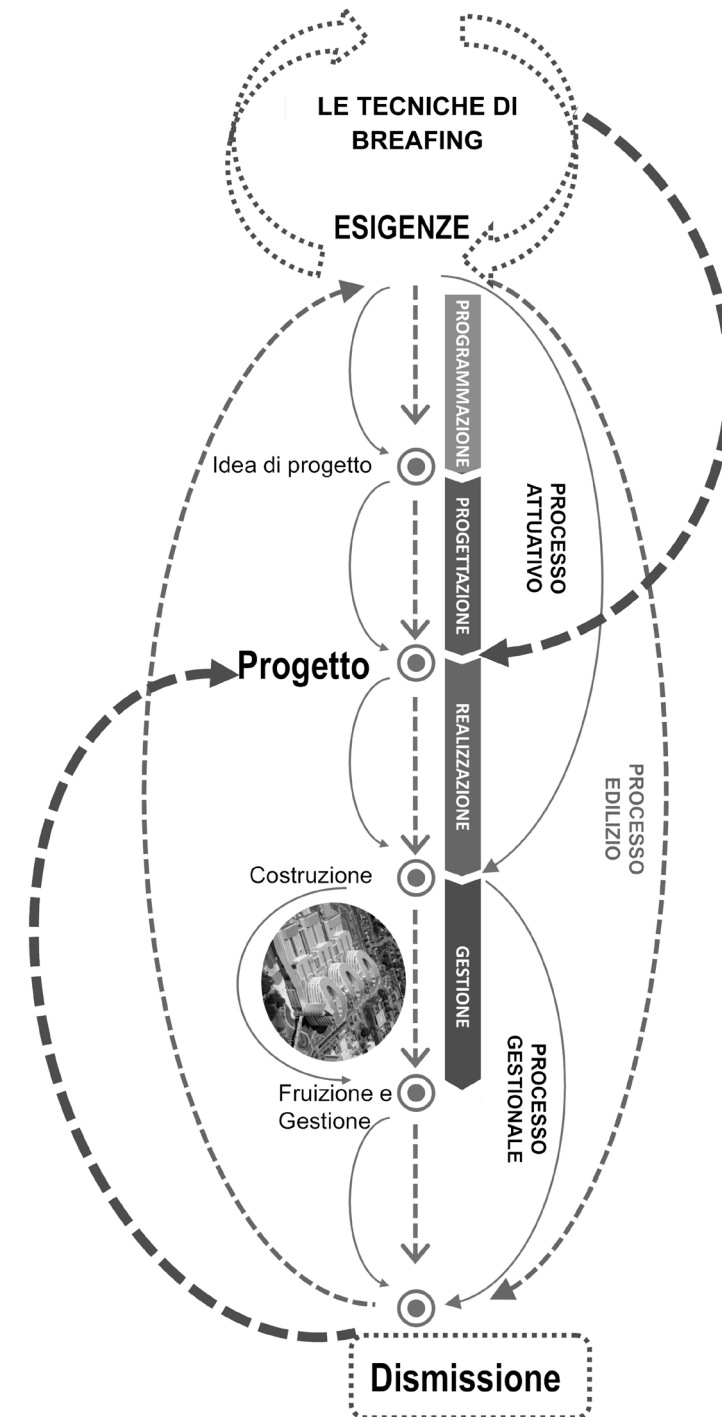 LE TECNICHE DI
BREAFING
ESIGENZE
PROGRAMMAZIONE
Idea di progetto
PROCESSO
ATTUATIVO
PROGETTAZIONE
Progetto
REALIZZAZIONE
PROCESSO
EDILIZIO
Costruzione
GESTIONE
PROCESSO
GESTIONALE
Fruizione e
Gestione
Dismissione